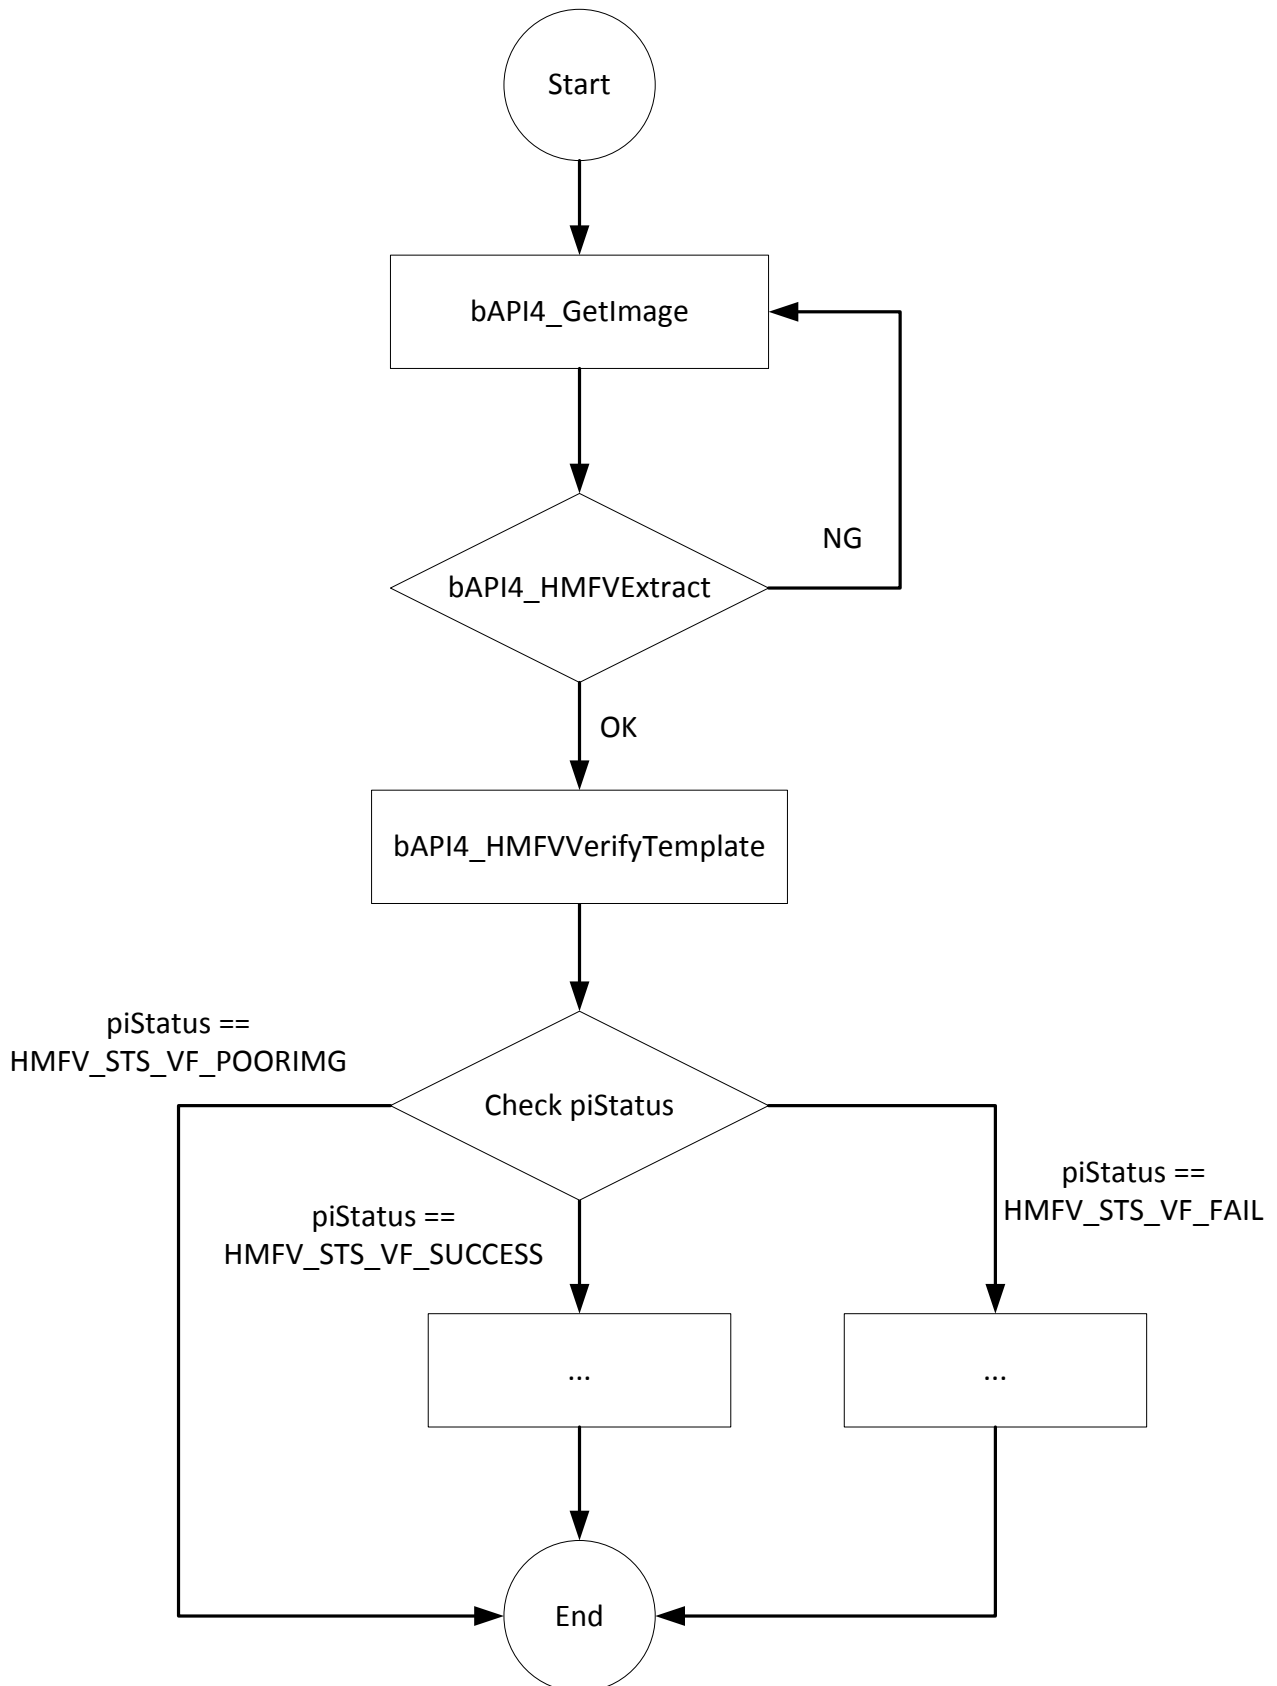 Start
bAPI4_GetImage
NG
bAPI4_HMFVExtract
OK
bAPI4_HMFVVerifyTemplate
piStatus ==
HMFV_STS_VF_POORIMG
Check piStatus
piStatus ==
HMFV_STS_VF_FAIL
piStatus ==
HMFV_STS_VF_SUCCESS
...
...
End